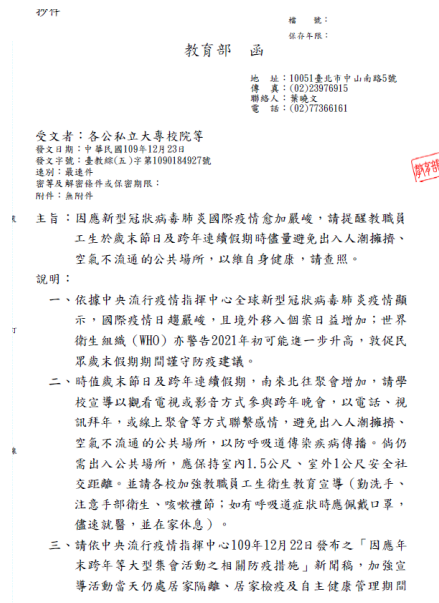 抄件
檔　　號：
保存年限：
教育部　函
地　址：10051臺北市中山南路5號
傳　真：(02)23976915
聯絡人：葉曉文
電　話：(02)77366161
受文者：各公私立大專校院等
發文日期：中華民國109年12月23日
發文字號：臺教綜(五)字第1090184927號
速別：最速件
密等及解密條件或保密期限：
附件：無附件
主旨：因應新型冠狀病毒肺炎國際疫情愈加嚴峻，請提醒教職員
工生於歲末節日及跨年連續假期時儘量避免出入人潮擁擠、
空氣不流通的公共場所，以維自身健康，請查照。
說明：
一、依據中央流行疫情指揮中心全球新型冠狀病毒肺炎疫情顯
示，國際疫情日趨嚴峻，且境外移入個案日益增加；世界
衛生組織(WHO)亦警告2021年初可能進一步升高，敦促民
眾歲末假期期間謹守防疫建議。
訂
二、時值歲末節日及跨年連續假期，南來北往聚會增加，請學
校宣導以觀看電視或影音方式參與跨年晚會，以電話、視
訊拜年，或線上聚會等方式聯繫感情，避免出入人潮擁擠、
空氣不流通的公共場所，以防呼吸道傳染疾病傳播。倘仍
線
需出入公共場所，應保持室內1.5公尺、室外1公尺安全社
交距離。並請各校加強教職員工生衛生教育宣導（勤洗手、
注意手部衛生、咳嗽禮節；如有呼吸道症狀時應佩戴口罩，
儘速就醫，並在家休息）。
三、請依中央流行疫情指揮中心109年12月22日發布之「因應年
末跨年等大型集會活動之相關防疫措施」新聞稿，加強宣
導活動當天仍處居家隔離、居家檢疫及自主健康管理期間